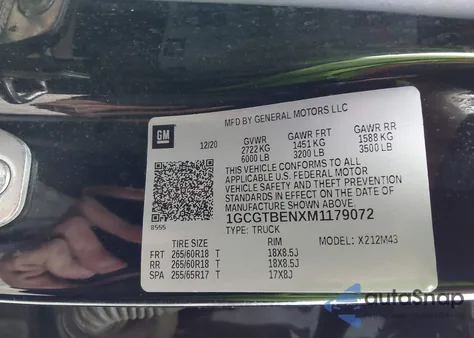 MFD BY GENERAL MOTORS LLC
GM
12/20 GVWR GAWR FRT GAWR RR
2722 KG 1451 KG 1588 KG
6000 LB 3200 LB 3500 LB
THIS VEHICLE CONFORMS TO ALL APPLICABLE
U.S. FEDERAL MOTOR VEHICLE SAFETY
STANDARDS IN EFFECT ON THE DATE OF
MANUFACTURE SHOWN ABOVE.
1GCGTBENXM1179072
8555 TYPE: TRUCK MODEL: X212M43
TIRE SIZE RIM
FRT 265/60R18 T 18X8.5J
RR 265/60R18 T 18X8.5J
SPA 255/65R17 T 17X8J
autoSnap